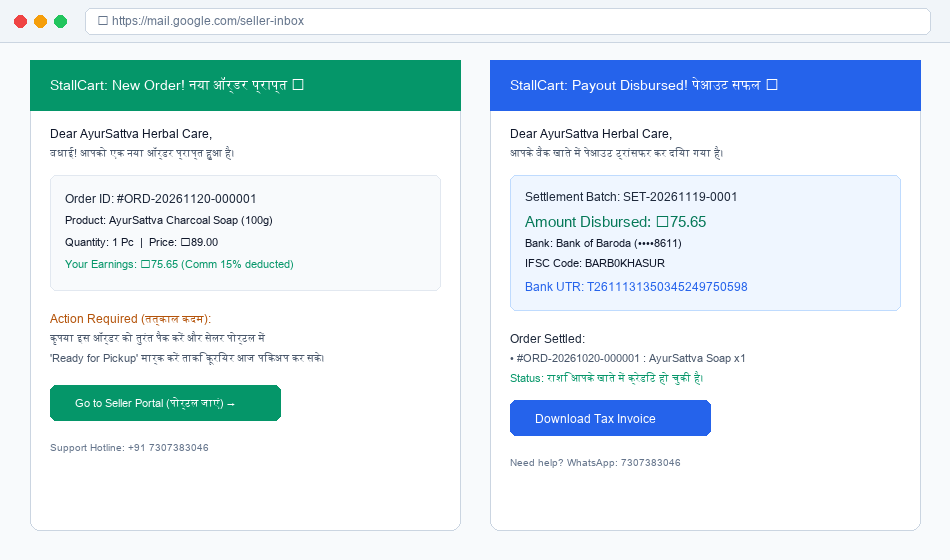 https://mail.google.com/seller-inbox
StallCart: New Order! नया ऑर्डर प्राप्त
Dear AyurSattva Herbal Care,
बधाई! आपको एक नया ऑर्डर प्राप्त हुआ है।
Order ID: #ORD-20261120-000001
Product: AyurSattva Charcoal Soap (100g)
Quantity: 1 Pc | Price: □89.00
Your Earnings: □75.65 (Comm 15% deducted)
Action Required (तत्काल कदम):
कृपया इस ऑर्डर को तुरंत पैक करें और सेलर पोर्टल में
'Ready for Pickup' मार्क करें ताकि कूरियर आज पिकअप कर सके।
Go to Seller Portal (पोर्टल जाएं) →
Support Hotline: +91 7307383046
StallCart: Payout Disbursed! पेआउट सफल
Dear AyurSattva Herbal Care,
आपके बैंक खाते में पेआउट ट्रांसफर कर दिया गया है।
Settlement Batch: SET-20261119-0001
Amount Disbursed: □75.65
Bank: Bank of Baroda (••••8611)
IFSC Code: BARB0KHASUR
Bank UTR: T2611131350345249750598
Order Settled:
• #ORD-20261020-000001 : AyurSattva Soap x1
Status: राशि आपके खाते में क्रेडिट हो चुकी है।
Download Tax Invoice
Need help? WhatsApp: 7307383046